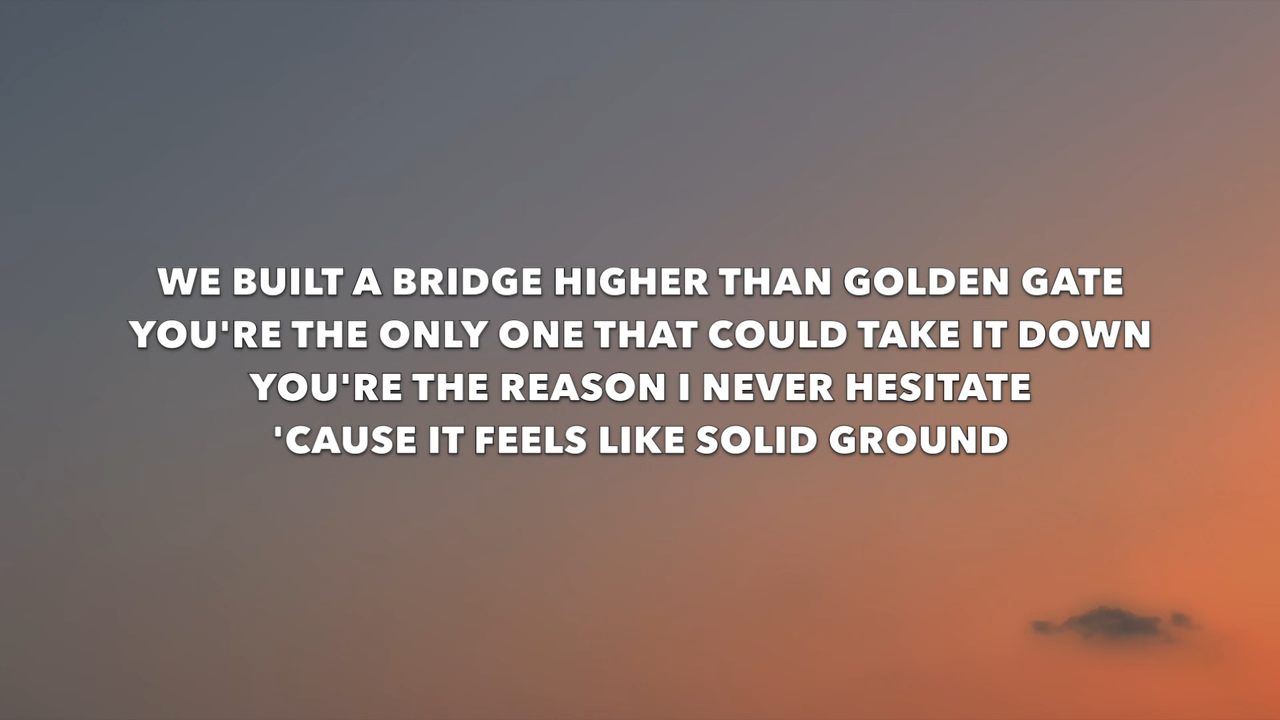 WE BUILT A BRIDGE HIGHER THAN GOLDEN GATE
YOU'RE THE ONLY ONE THAT COULD TAKE IT DOWN
YOU'RE THE REASON I NEVER HESITATE
'CAUSE IT FEELS LIKE SOLID GROUND